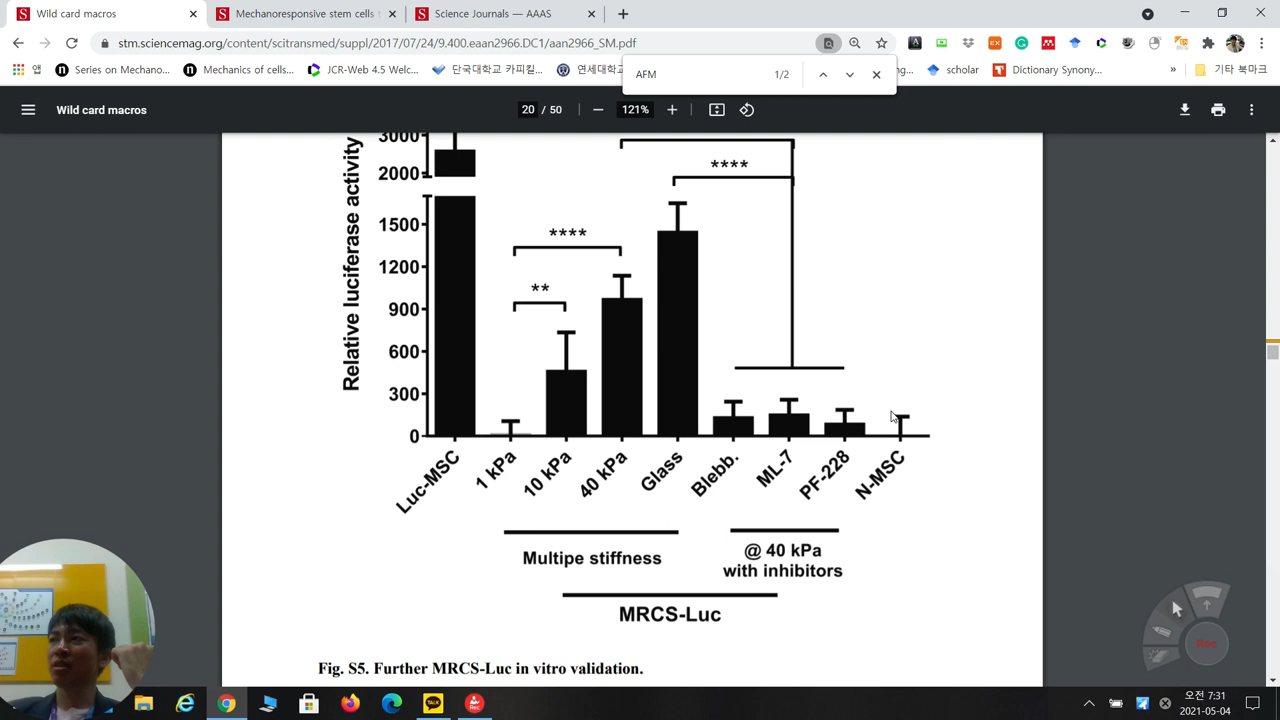 Wild card macros
Mechanoresponsive stem cells t
Science Journals — AAAS
stm.sciencemag.org/content/scitransmed/suppl/2017/07/24/9.400.eaan2966.DC1/aan2966_SM.pdf
앱
Series on Mechano...
Mechanics of cells...
JCR-Web 4.5 Welc...
단국대학교 카피킬...
연세대학교
scholar
Dictionary Synony...
»
기타 북마크
AFM
1/2
Wild card macros
20 / 50
121%
3000
2000
1500
1200
900
600
300
0
Relative luciferase activity
****
****
**
Luc-MSC
1 kPa
10 kPa
40 kPa
Glass
Blebb.
ML-7
PF-228
N-MSC
Multipe stiffness
@ 40 kPa
with inhibitors
MRCS-Luc
Fig. S5. Further MRCS-Luc in vitro validation.
Rec
TALK
Rec
오전 7:31
2021-05-04